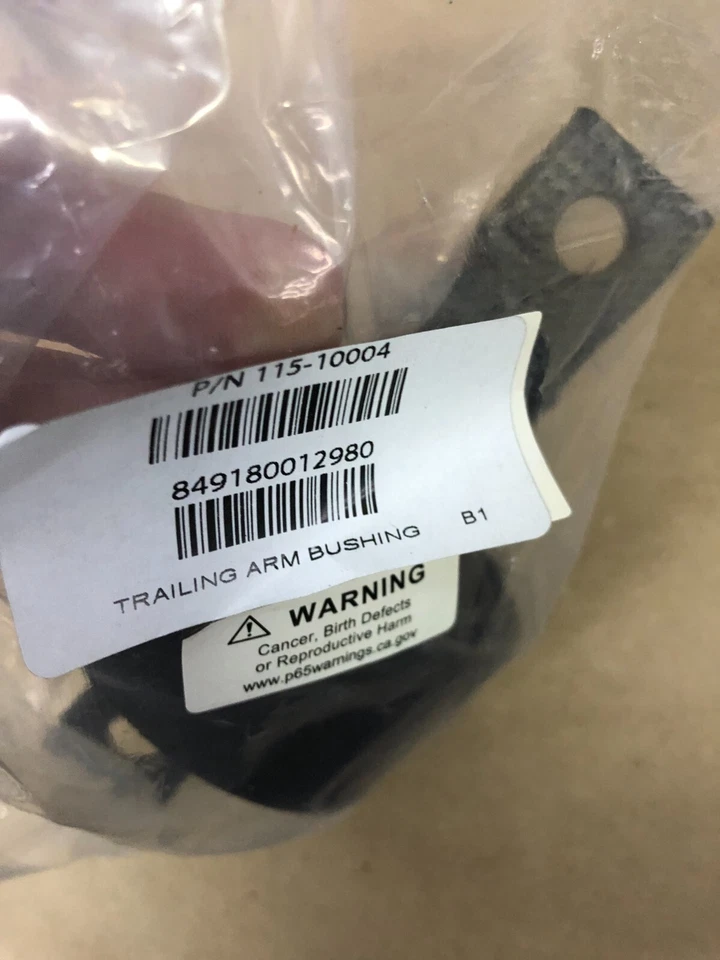 P/N 115-10004
849180012980
TRAILING ARM BUSHING B1
WARNING
Cancer, Birth Defects
or Reproductive Harm
www.p65warnings.ca.gov